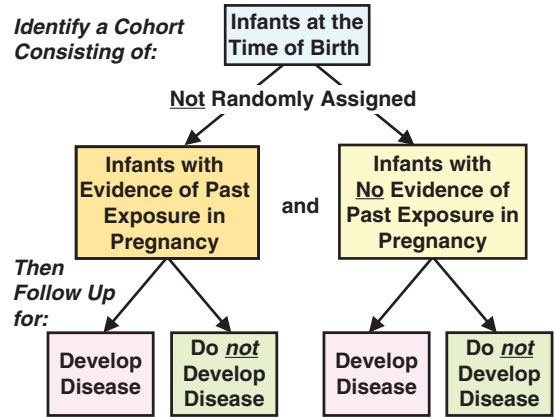 Identify a Cohort
Consisting of:
Infants at the
Time of Birth
Not Randomly Assigned
Infants with
Evidence of Past
Exposure in
Pregnancy
and
Infants with
No Evidence of
Past Exposure in
Pregnancy
Then
Follow Up
for:
Develop
Disease
Do not
Develop
Disease
Develop
Disease
Do not
Develop
Disease